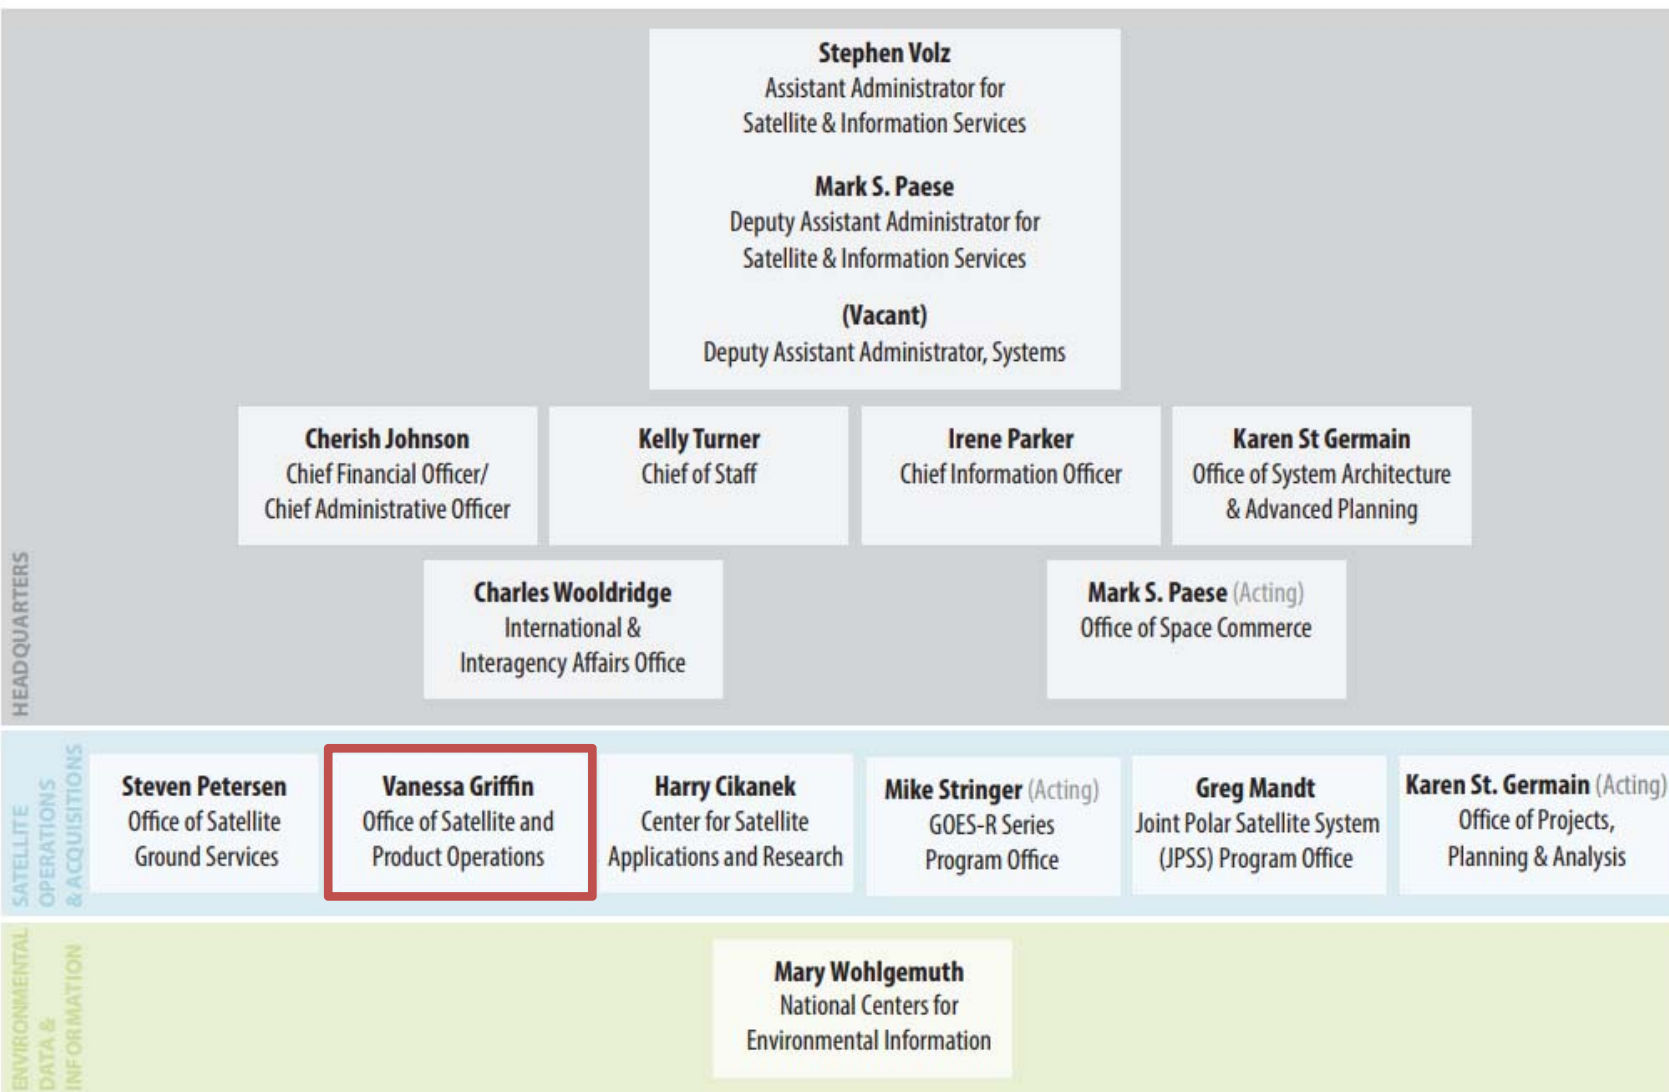 Stephen Volz
Assistant Administrator for
Satellite & Information Services
Mark S. Paese
Deputy Assistant Administrator for
Satellite & Information Services
(Vacant)
Deputy Assistant Administrator, Systems
Cherish Johnson
Chief Financial Officer/
Chief Administrative Officer
Kelly Turner
Chief of Staff
Irene Parker
Chief Information Officer
Karen St Germain
Office of System Architecture
& Advanced Planning
Charles Wooldridge
International &
Interagency Affairs Office
Mark S. Paese (Acting)
Office of Space Commerce
HEADQUARTERS
SATELLITE
OPERATIONS
& ACQUISITIONS
Steven Petersen
Office of Satellite
Ground Services
Vanessa Griffin
Office of Satellite and
Product Operations
Harry Cikanek
Center for Satellite
Applications and Research
Mike Stringer (Acting)
GOES-R Series
Program Office
Greg Mandt
Joint Polar Satellite System
(JPSS) Program Office
Karen St. Germain (Acting)
Office of Projects,
Planning & Analysis
ENVIRONMENTAL
DATA &
INFORMATION
Mary Wohlgemuth
National Centers for
Environmental Information